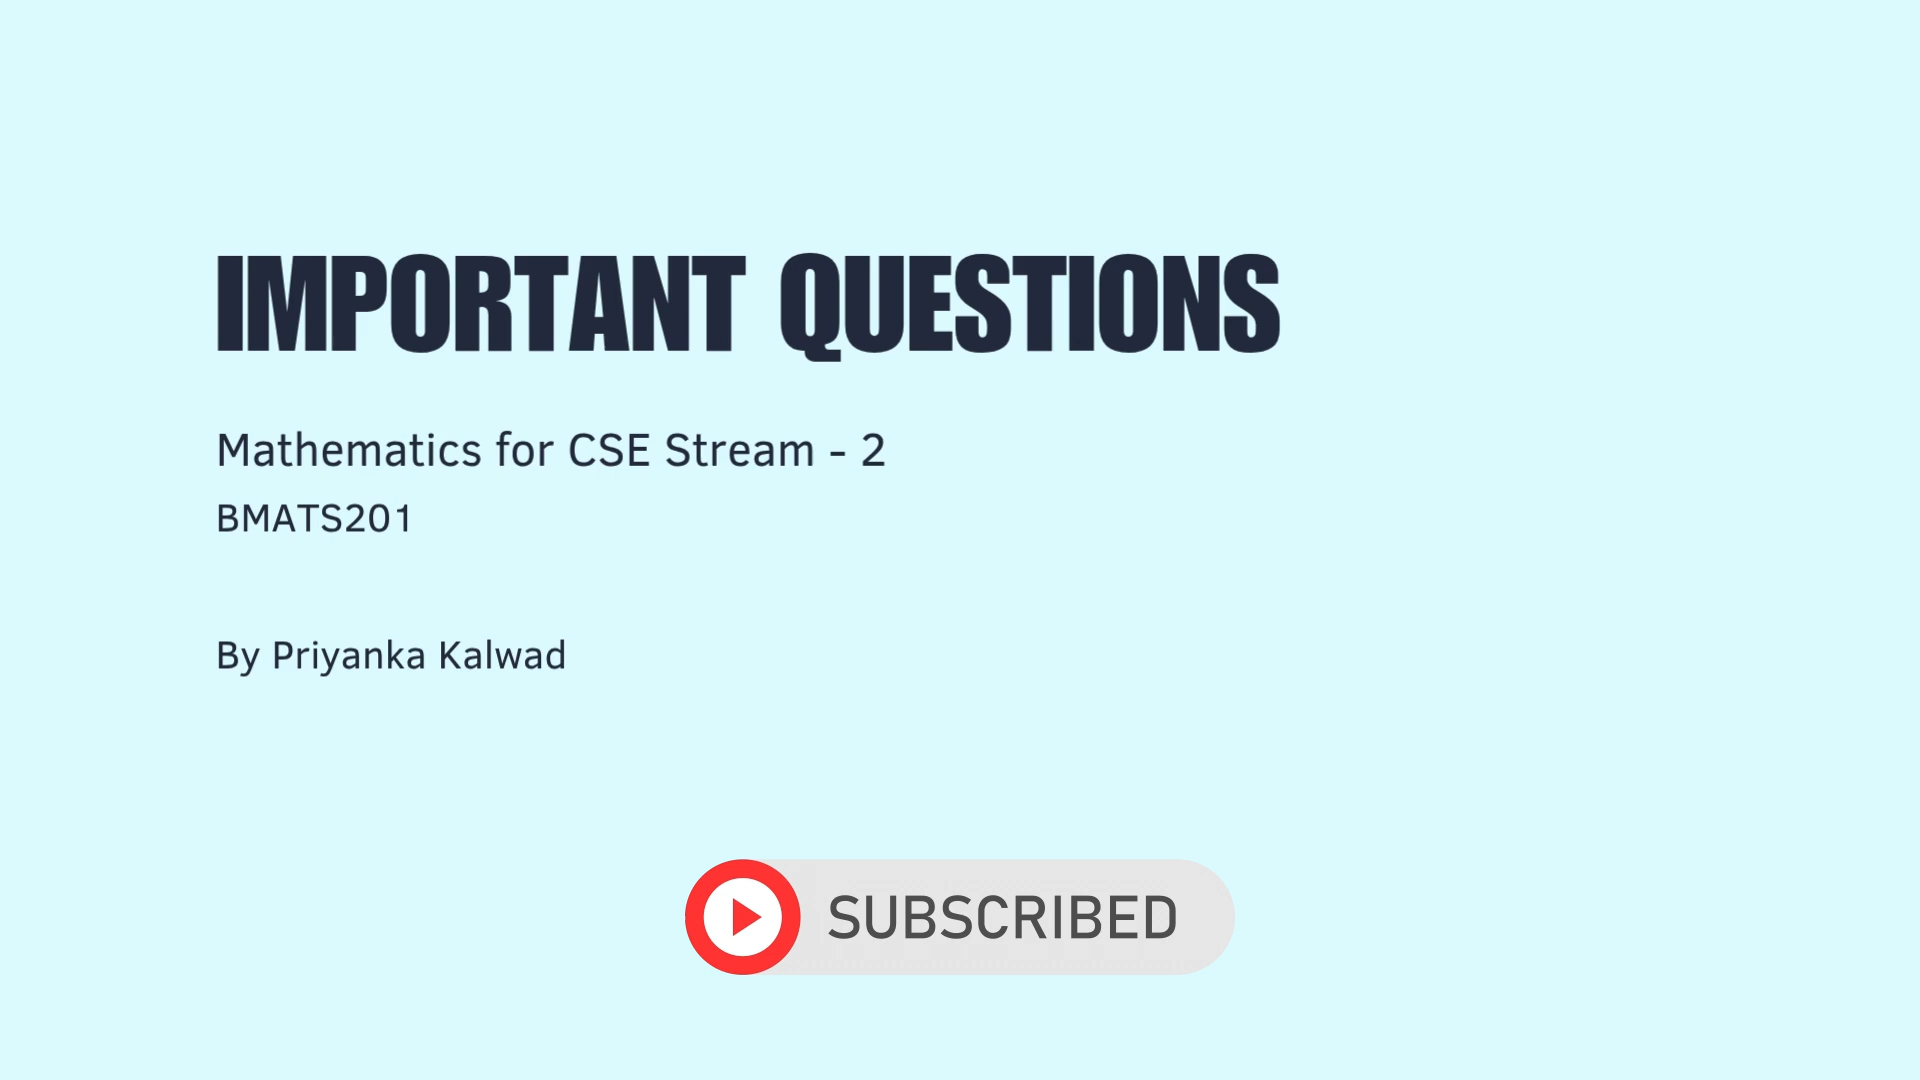 IMPORTANT QUESTIONS
Mathematics for CSE Stream - 2
BMATS201
By Priyanka Kalwad
SUBSCRIBED